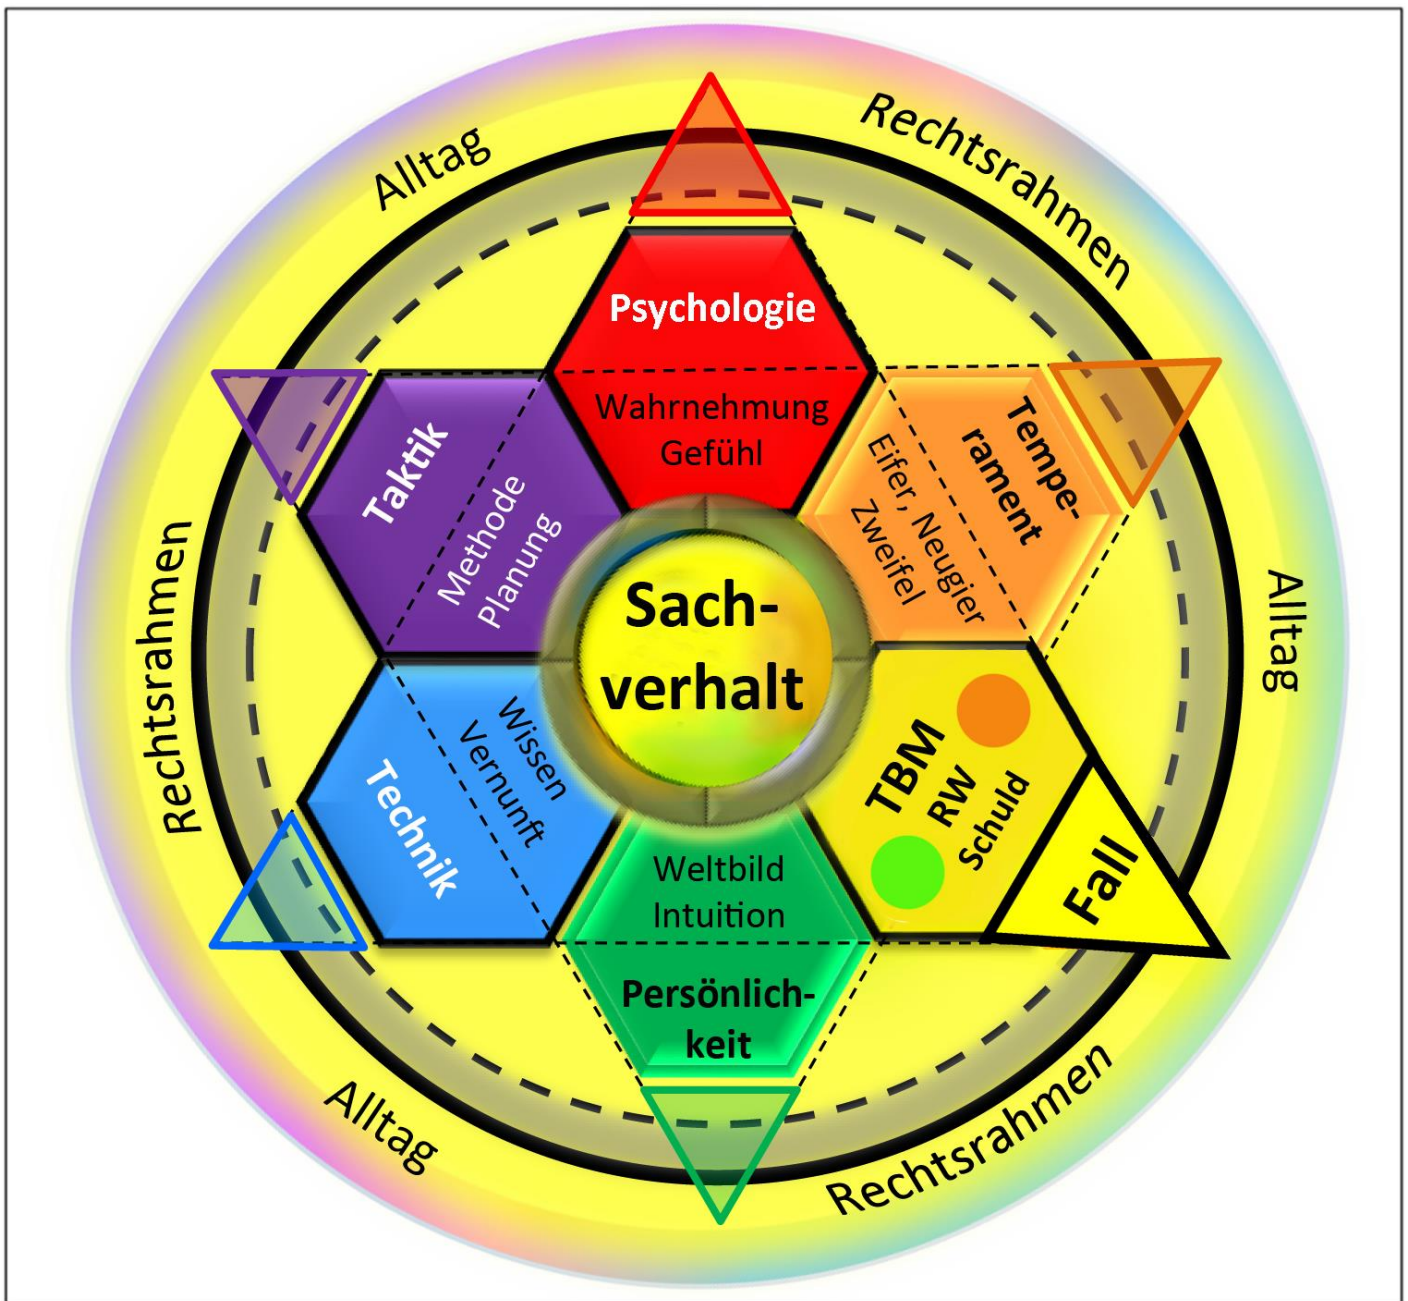 Alltag
Rechtsrahmen
Psychologie
Wahrnehmung
Gefühl
Tempe-
rament
Eifer, Neugier
Zweifel
Taktik
Methode
Planung
Sach-
verhalt
Rechtsrahmen
Alltag
Wissen
Vernunft
Technik
TBM
RW
Schuld
Fall
Weltbild
Intuition
Persönlich-
keit
Alltag
Rechtsrahmen